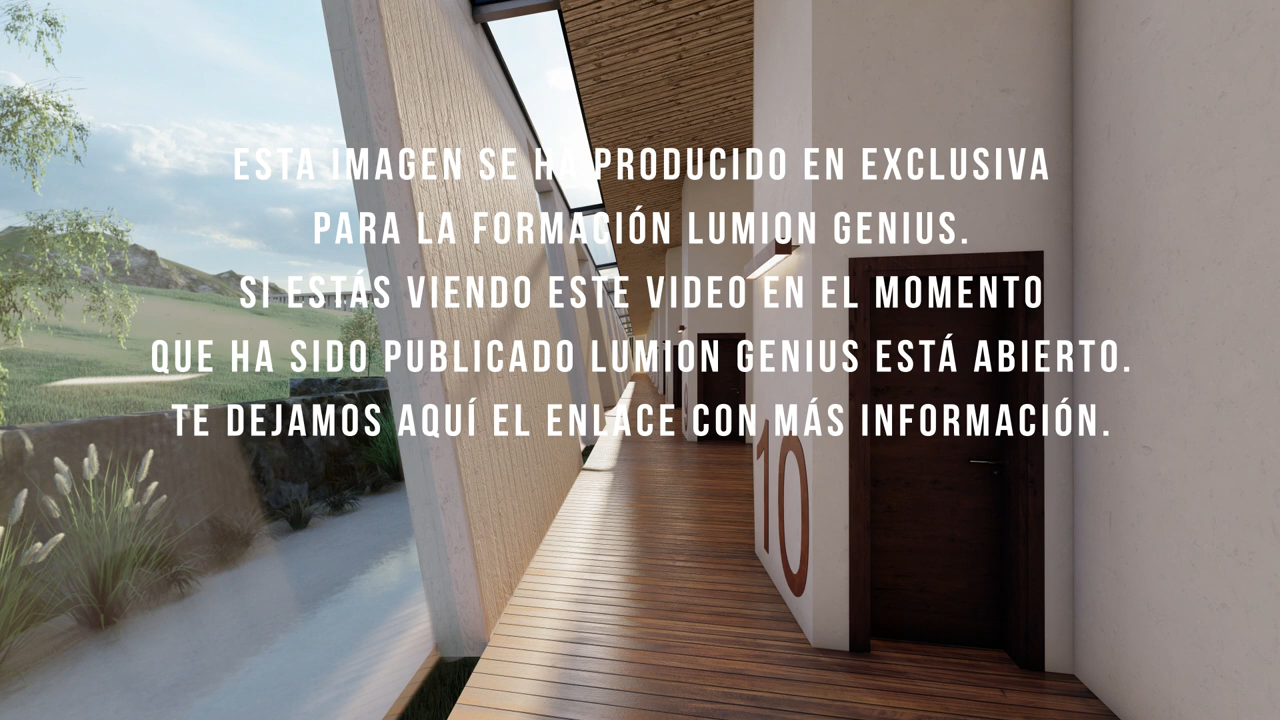 ESTA IMAGEN SE HA PRODUCIDO EN EXCLUSIVA
PARA LA FORMACIÓN LUMION GENIUS.
SI ESTÁS VIENDO ESTE VIDEO EN EL MOMENTO
QUE HA SIDO PUBLICADO LUMION GENIUS ESTÁ ABIERTO.
TE DEJAMOS AQUÍ EL ENLACE CON MÁS INFORMACIÓN.
10